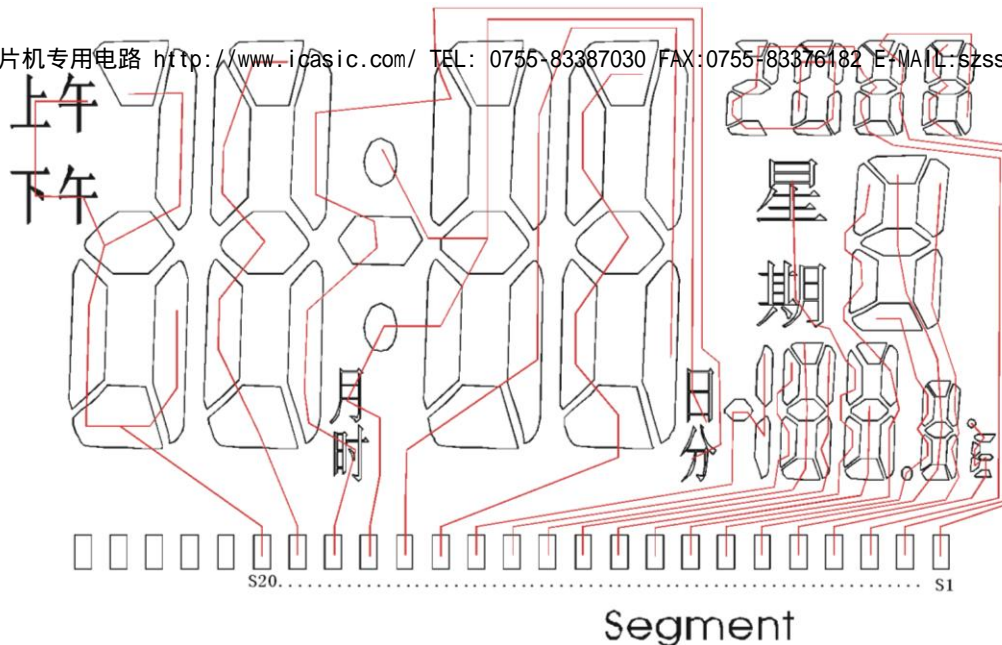 片机专用电路 http://www.icasic.com/ TEL: 0755-83387030 FAX:0755-83376182 E-MAIL:szss
上午
下午
星期
月
时
日
分
S20
S1
Segment